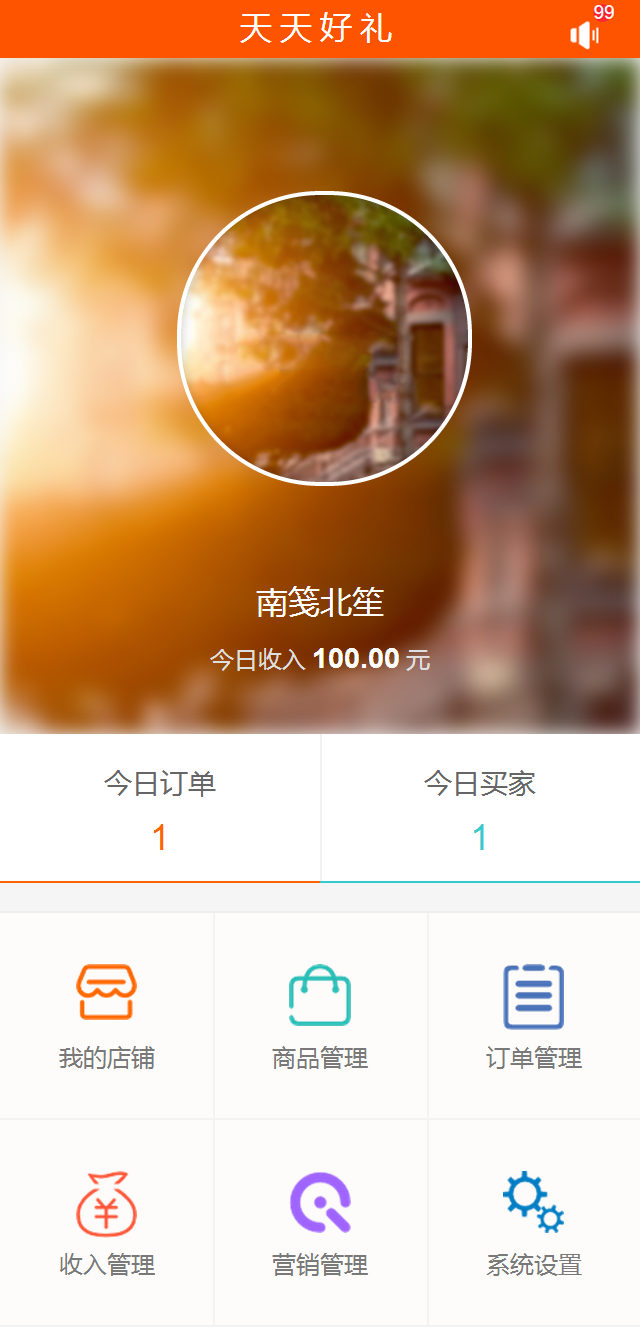 天天好礼
99
南笺北笙
今日收入 100.00 元
今日订单
今日买家
1
1
我的店铺
商品管理
订单管理
收入管理
营销管理
系统设置